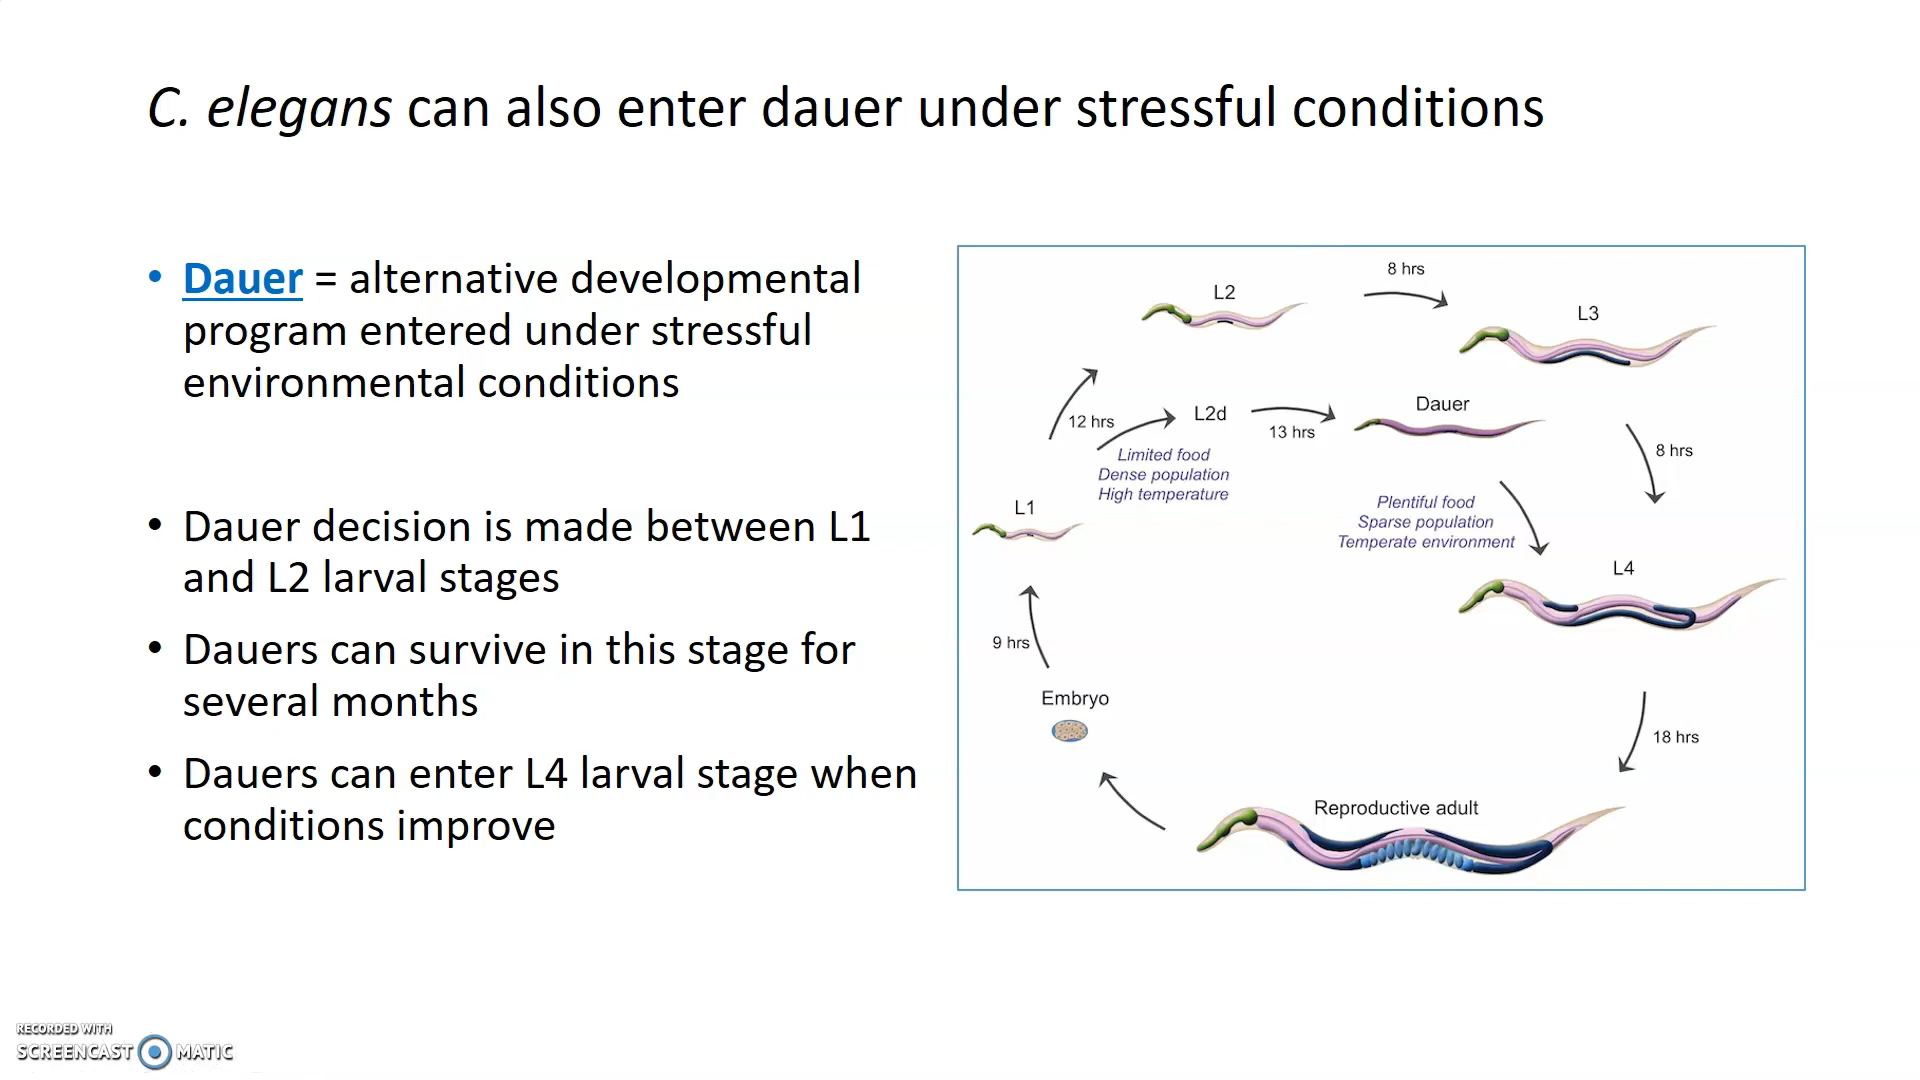 C. elegans can also enter dauer under stressful conditions
• Dauer = alternative developmental
program entered under stressful
environmental conditions
• Dauer decision is made between L1
and L2 larval stages
• Dauers can survive in this stage for
several months
• Dauers can enter L4 larval stage when
conditions improve
8 hrs
L2
L3
Dauer
L2d
12 hrs
13 hrs
8 hrs
Limited food
Dense population
High temperature
Plentiful food
Sparse population
Temperate environment
L1
L4
9 hrs
Embryo
18 hrs
Reproductive adult
RECORDED WITH
SCREENCAST MATIC